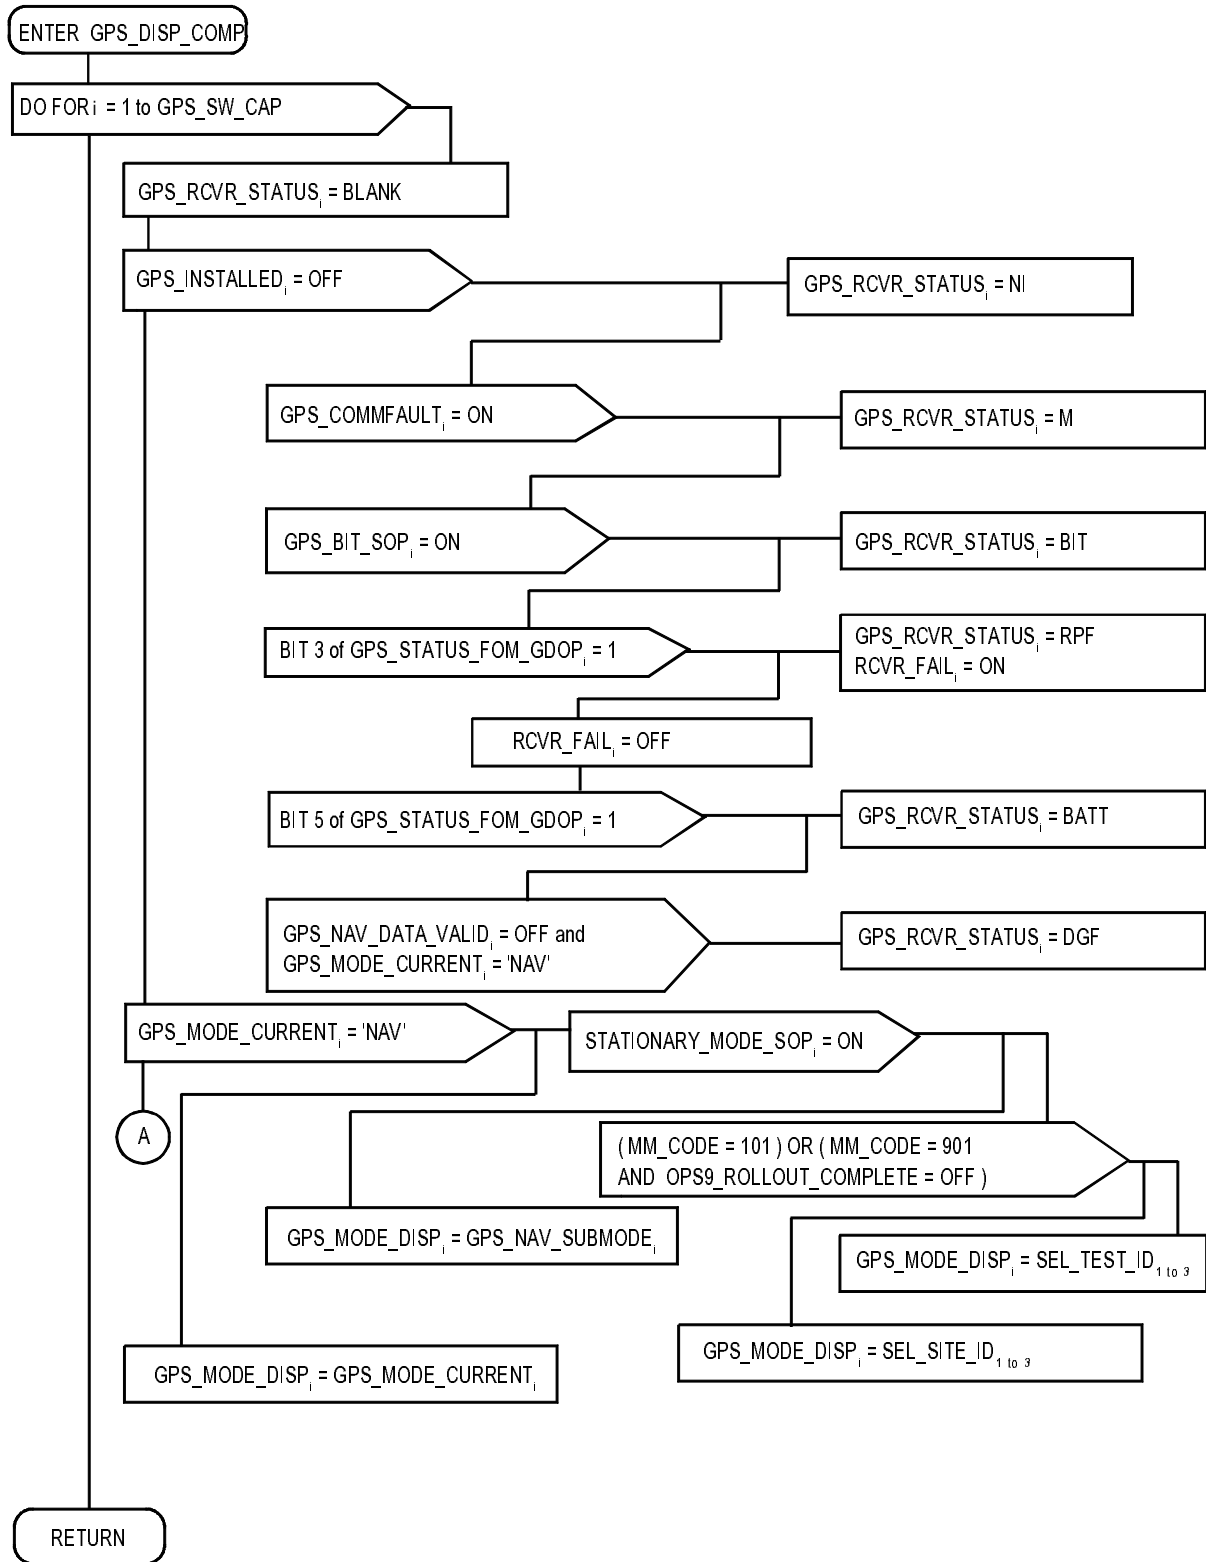 ENTER GPS_DISP_COMP
DO FOR i = 1 to GPS_SW_CAP
GPS_RCVR_STATUSi = BLANK
GPS_INSTALLEDi = OFF
GPS_RCVR_STATUSi = NI
GPS_COMMFAULTi = ON
GPS_RCVR_STATUSi = M
GPS_BIT_SOPi = ON
GPS_RCVR_STATUSi = BIT
BIT 3 of GPS_STATUS_FOM_GDOPi = 1
GPS_RCVR_STATUSi = RPF
RCVR_FAILi = ON
RCVR_FAILi = OFF
BIT 5 of GPS_STATUS_FOM_GDOPi = 1
GPS_RCVR_STATUSi = BATT
GPS_NAV_DATA_VALIDi = OFF and
GPS_MODE_CURRENTi = 'NAV'
GPS_RCVR_STATUSi = DGF
GPS_MODE_CURRENTi = 'NAV'
STATIONARY_MODE_SOPi = ON
A
( MM_CODE = 101 ) OR ( MM_CODE = 901
AND OPS9_ROLLOUT_COMPLETE = OFF )
GPS_MODE_DISPi = GPS_NAV_SUBMODEi
GPS_MODE_DISPi = SEL_TEST_ID1 to 3
GPS_MODE_DISPi = SEL_SITE_ID1 to 3
GPS_MODE_DISPi = GPS_MODE_CURRENTi
RETURN